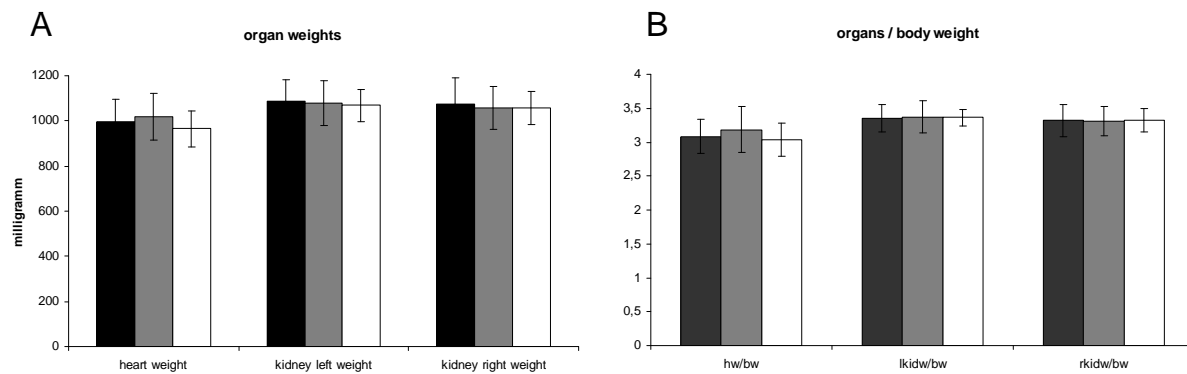 A
organ weights
milligramm
1200
1000
800
600
400
200
0
heart weight
kidney left weight
kidney right weight
B
organs / body weight
4
3,5
3
2,5
2
1,5
1
0,5
0
hw/bw
lkidw/bw
rkidw/bw